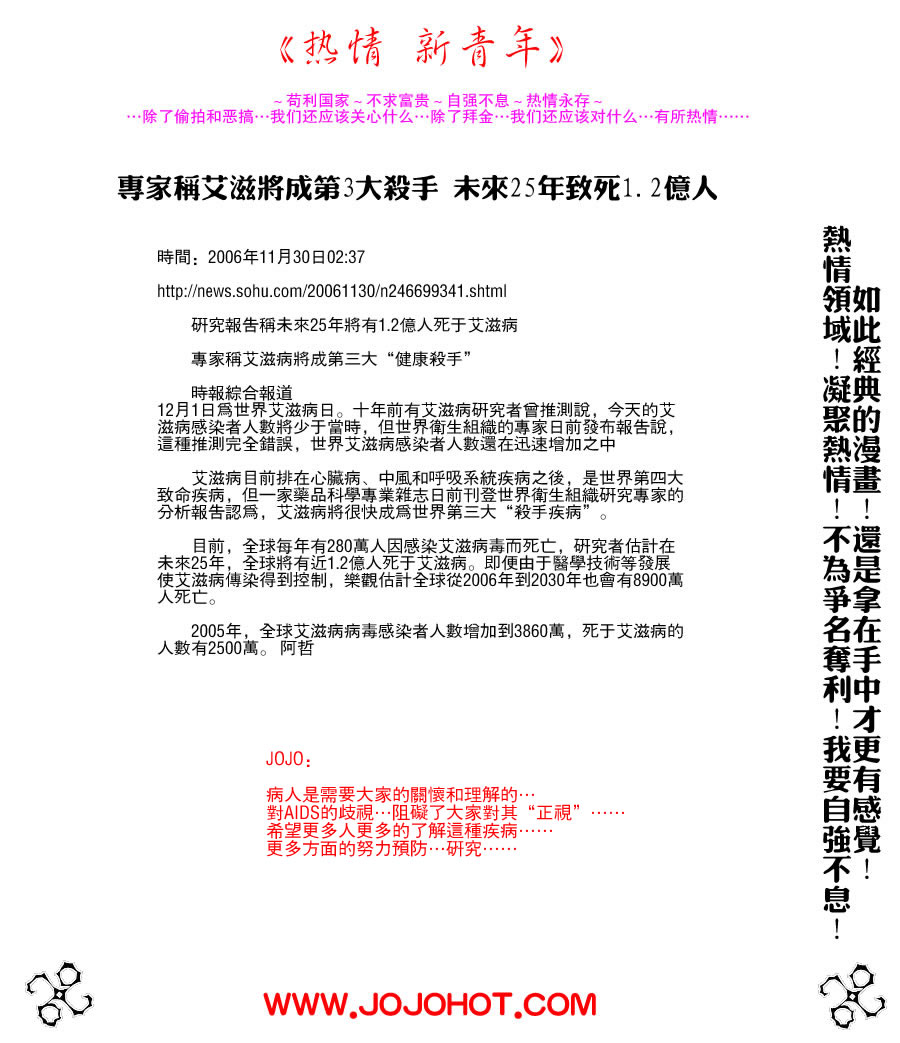 《热情 新青年》
～苟利国家～不求富贵～自强不息～热情永存～
…除了偷拍和恶搞…我们还应该关心什么…除了拜金…我们还应该对什么…有所热情……
專家稱艾滋將成第3大殺手 未來25年致死1.2億人
時間：2006年11月30日02:37
http://news.sohu.com/20061130/n246699341.shtml
研究報告稱未來25年將有1.2億人死于艾滋病
專家稱艾滋病將成第三大“健康殺手”
時報綜合報道
12月1日爲世界艾滋病日。十年前有艾滋病研究者曾推測說，今天的艾
滋病感染者人數將少于當時，但世界衛生組織的專家日前發布報告說，
這種推測完全錯誤，世界艾滋病感染者人數還在迅速增加之中
艾滋病目前排在心臟病、中風和呼吸系統疾病之後，是世界第四大
致命疾病，但一家藥品科學專業雜志日前刊登世界衛生組織研究專家的
分析報告認爲，艾滋病將很快成爲世界第三大“殺手疾病”。
目前，全球每年有280萬人因感染艾滋病毒而死亡，研究者估計在
未來25年，全球將有近1.2億人死于艾滋病。即便由于醫學技術等發展
使艾滋病傳染得到控制，樂觀估計全球從2006年到2030年也會有8900萬
人死亡。
2005年，全球艾滋病病毒感染者人數增加到3860萬，死于艾滋病的
人數有2500萬。 阿哲
JOJO：
病人是需要大家的關懷和理解的…
對AIDS的歧視…阻礙了大家對其“正視”……
希望更多人更多的了解這種疾病……
更多方面的努力預防…研究……
如此經典的漫畫！還是拿在手中才更有感覺！
熱情領域！凝聚熱情！不為爭名奪利！我要自強不息！
WWW.JOJOHOT.COM